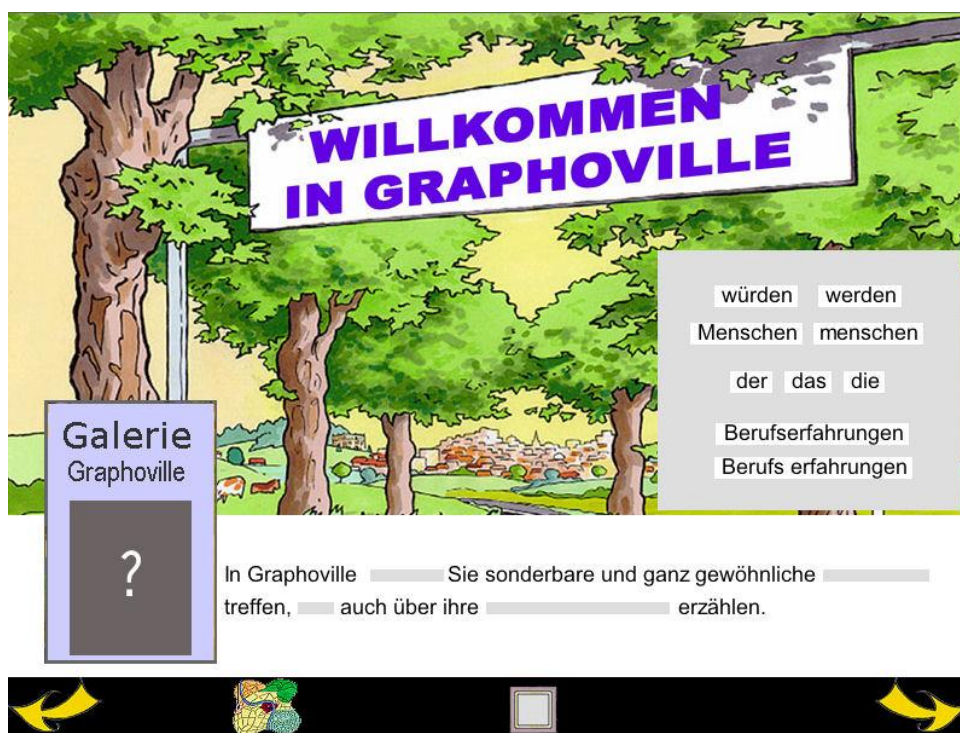 WILLKOMMEN
IN GRAPHOVILLE
würden werden
Menschen menschen
der das die
Berufserfahrungen
Berufs erfahrungen
Galerie
Graphoville
?
In Graphoville Sie sonderbare und ganz gewöhnliche
treffen, auch über ihre erzählen.